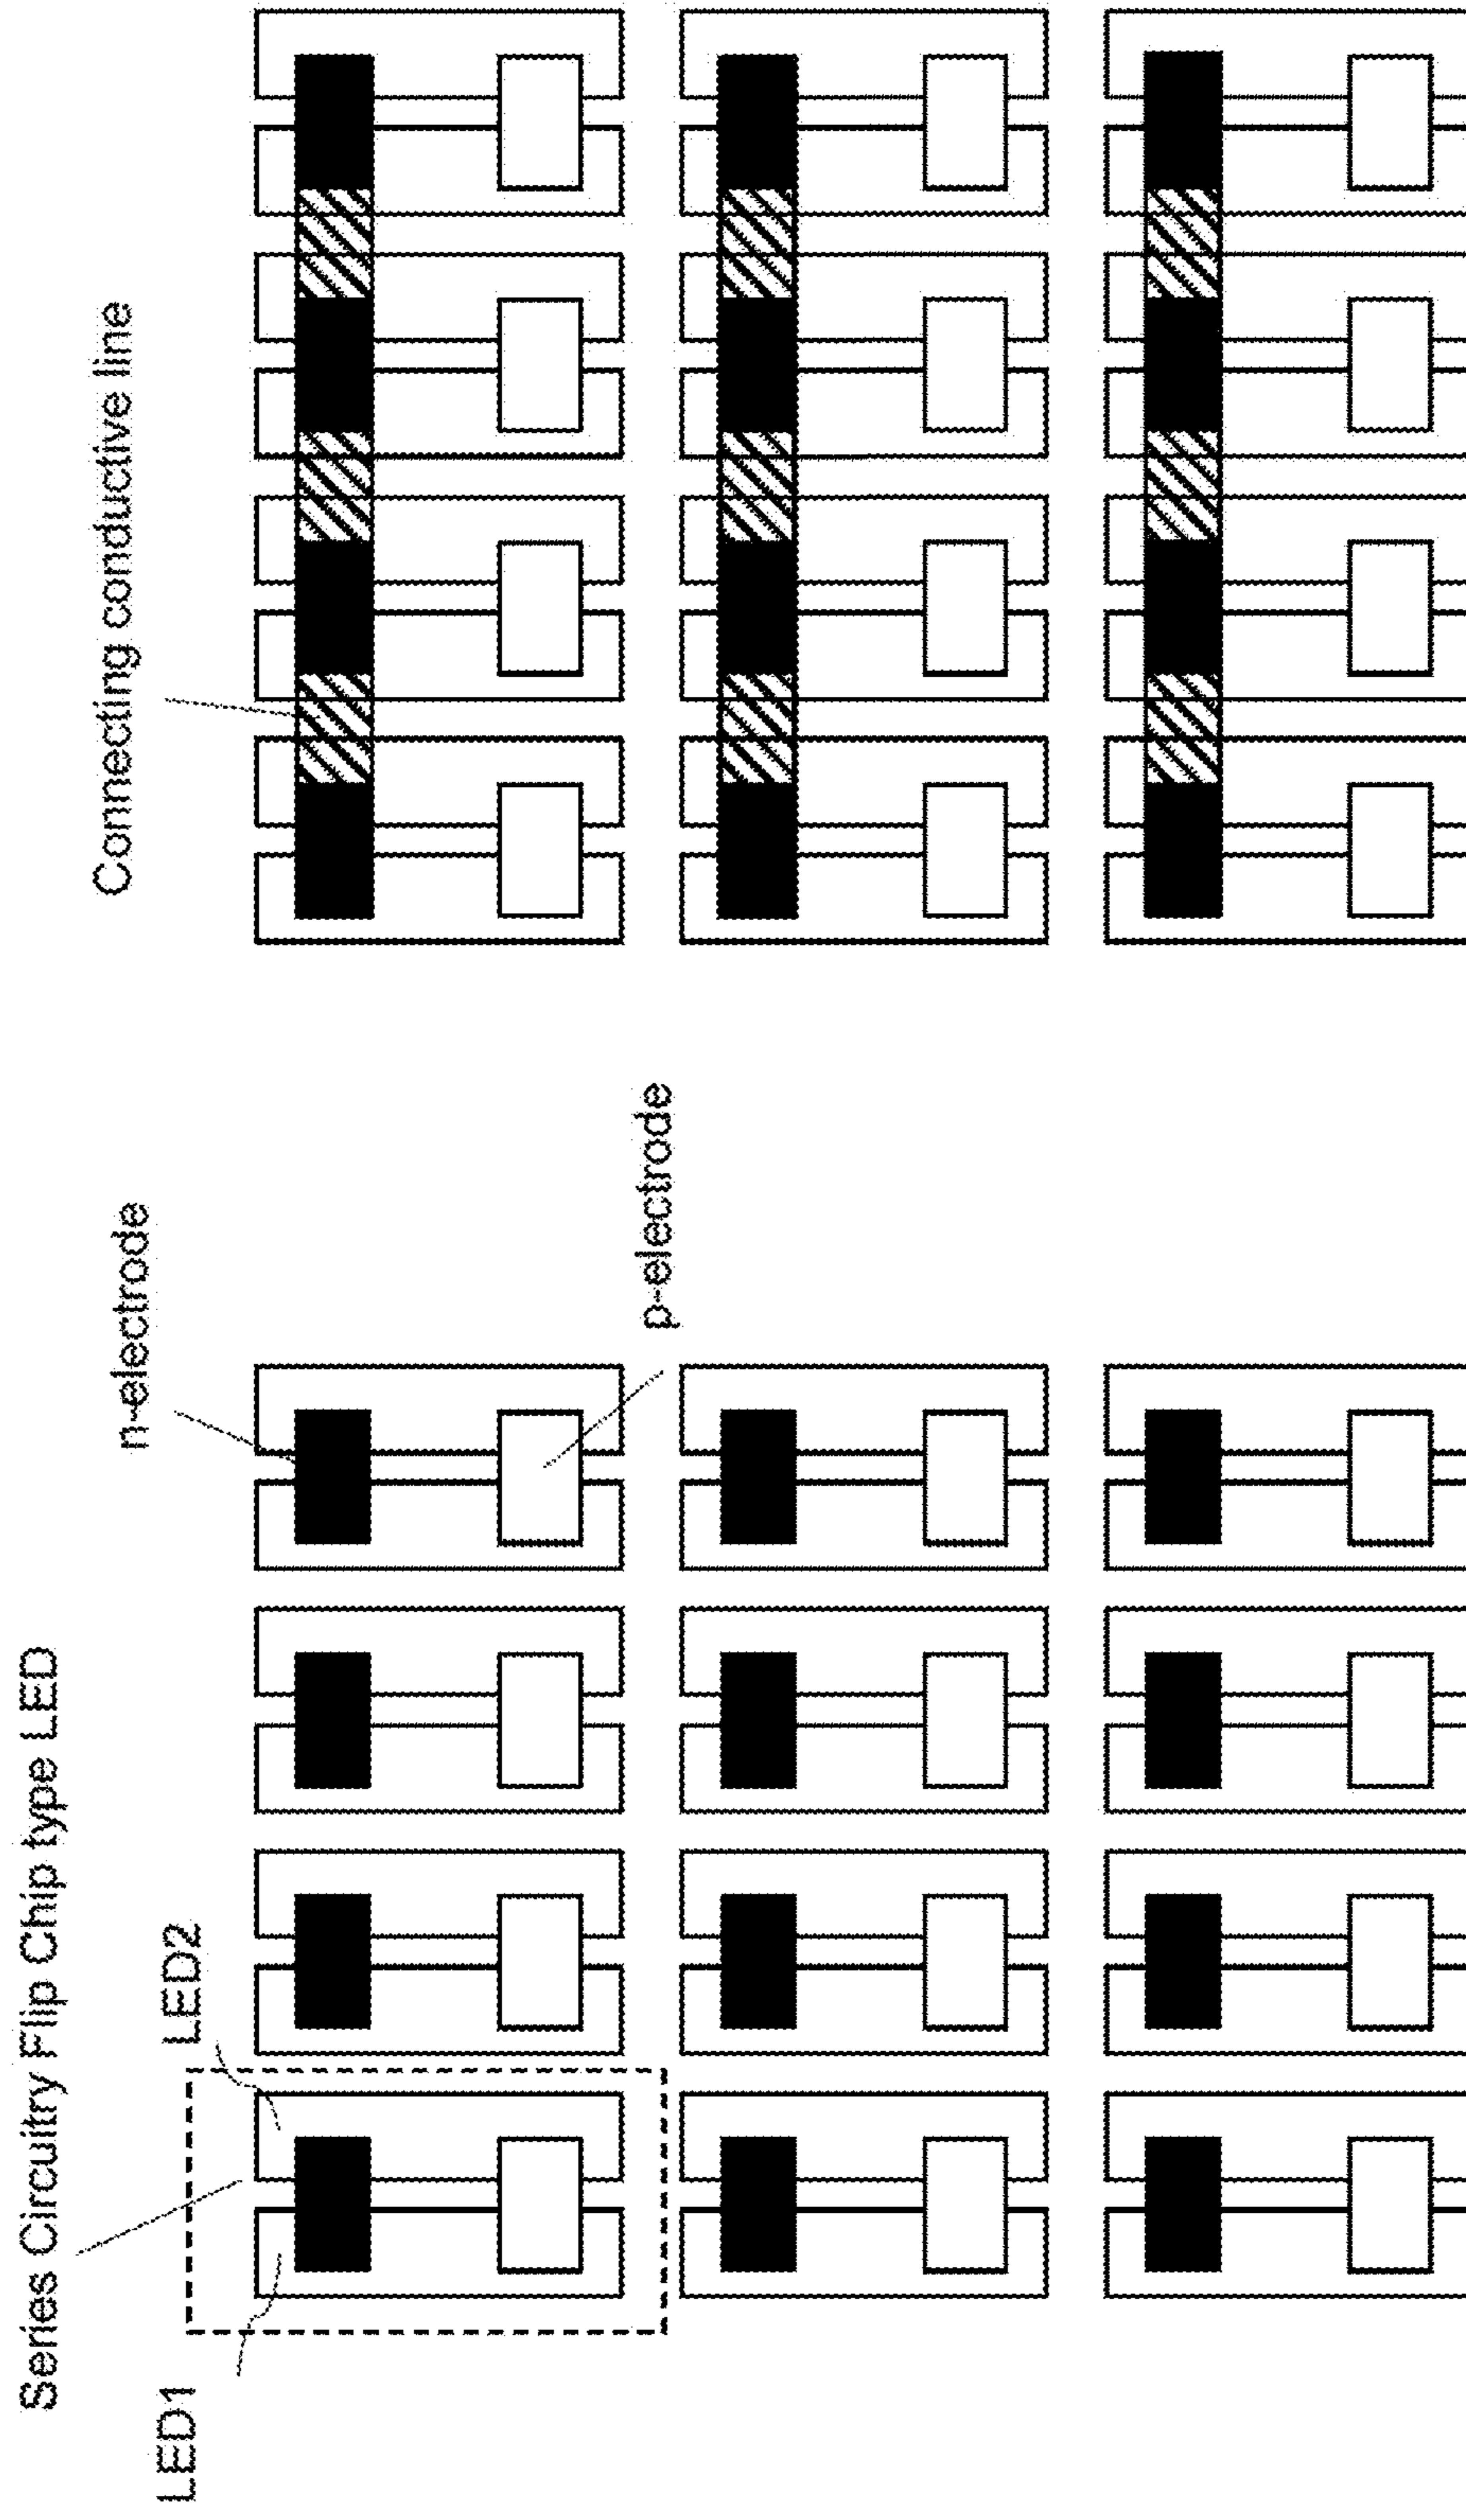 Series Circuitry Flip Chip type LED
LED1
LED2
n-electrode
p-electrode
Connecting conductive line